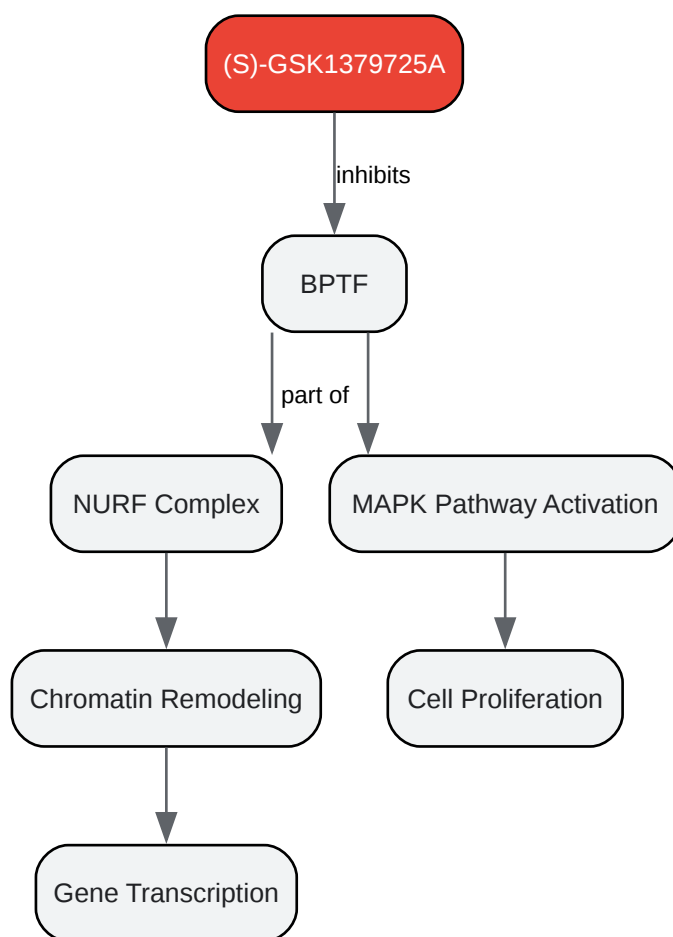 (S)-GSK1379725A
inhibits
BPTF
part of
NURF Complex
MAPK Pathway Activation
Chromatin Remodeling
Cell Proliferation
Gene Transcription